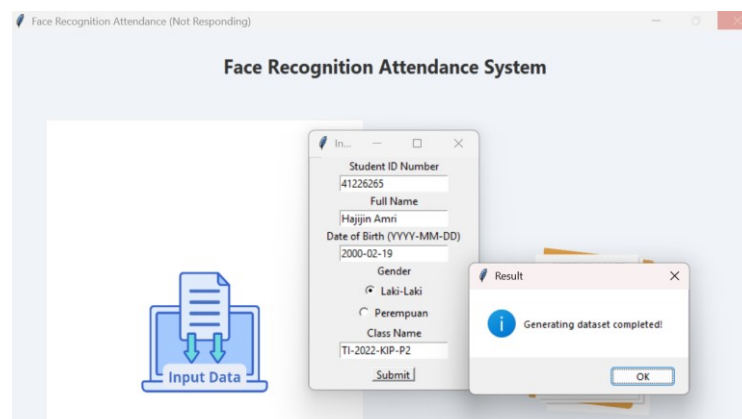 Face Recognition Attendance (Not Responding)
Face Recognition Attendance System
In...
Student ID Number
41226265
Full Name
Hajijin Amri
Date of Birth (YYYY-MM-DD)
2000-02-19
Gender
Laki-Laki
Perempuan
Class Name
TI-2022-KIP-P2
Submit
Input Data
Result
Generating dataset completed!
OK